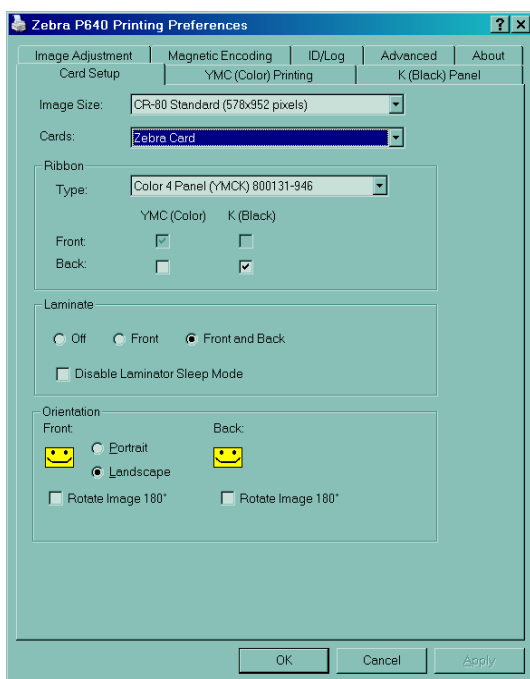 Zebra P640 Printing Preferences
Image Adjustment Magnetic Encoding ID/Log Advanced About
Card Setup YMC (Color) Printing K (Black) Panel
Image Size: CR-80 Standard (578x952 pixels)
Cards: Zebra Card
Ribbon
Type: Color 4 Panel (YMCK) 800131-946
YMC (Color) K (Black)
Front:
Back:
Laminate
Off Front Front and Back
Disable Laminator Sleep Mode
Orientation
Front: Back:
Portrait
Landscape
Rotate Image 180° Rotate Image 180°
OK Cancel Apply